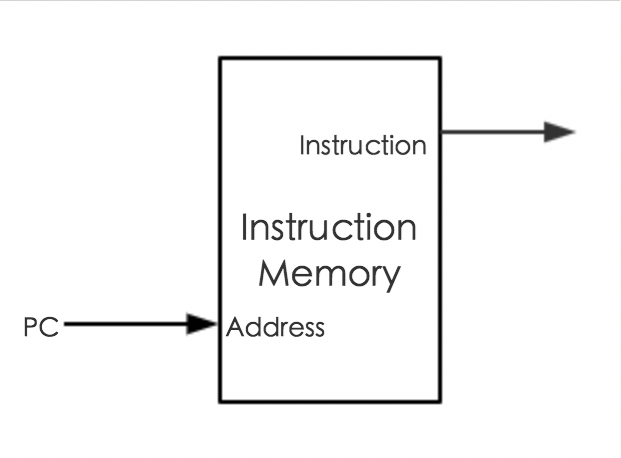 Instruction
Instruction
Memory
PC
Address